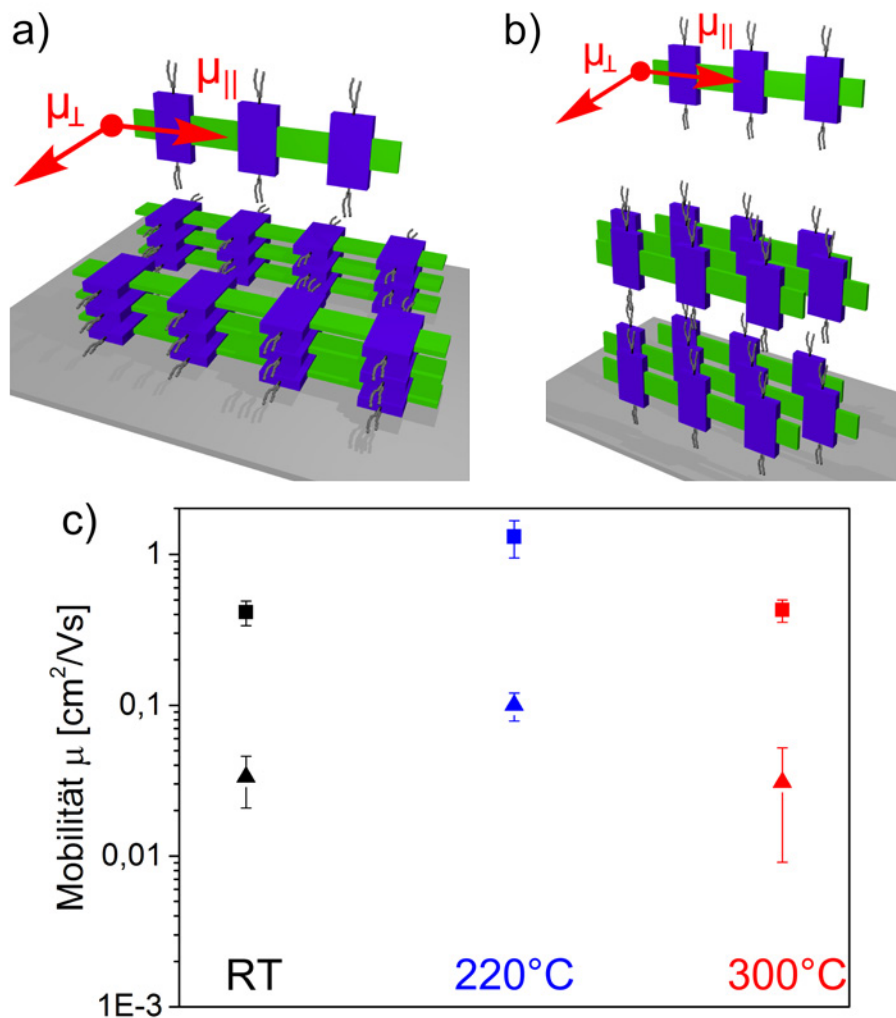 a)
μ||
μ⊥
b)
μ||
μ⊥
c)
Mobilität μ [cm²/Vs]
1
0,1
0,01
1E-3
RT
220°C
300°C